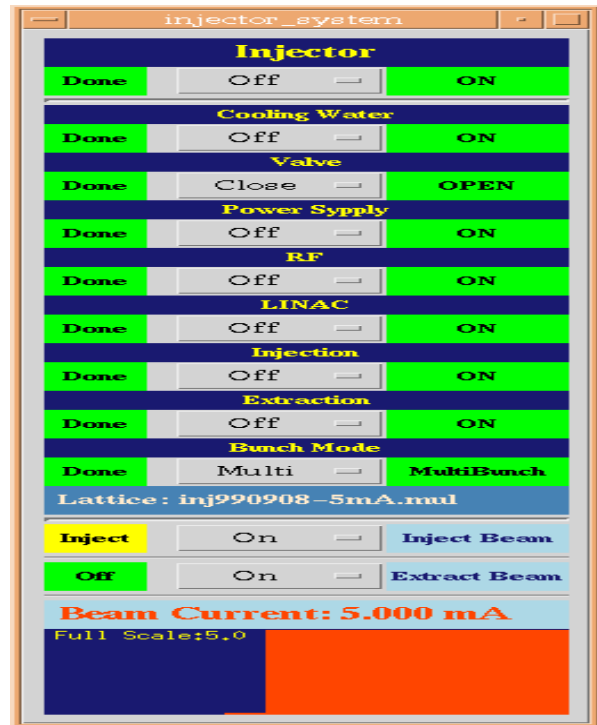 injector_system
Injector
Done Off ON
Cooling Water
Done Off ON
Valve
Done Close OPEN
Power Sypply
Done Off ON
RF
Done Off ON
LINAC
Done Off ON
Injection
Done Off ON
Extraction
Done Off ON
Bunch Mode
Done Multi MultiBunch
Lattice: inj990908-5mA.mul
Inject On Inject Beam
Off On Extract Beam
Beam Current: 5.000 mA
Full Scale:5.0